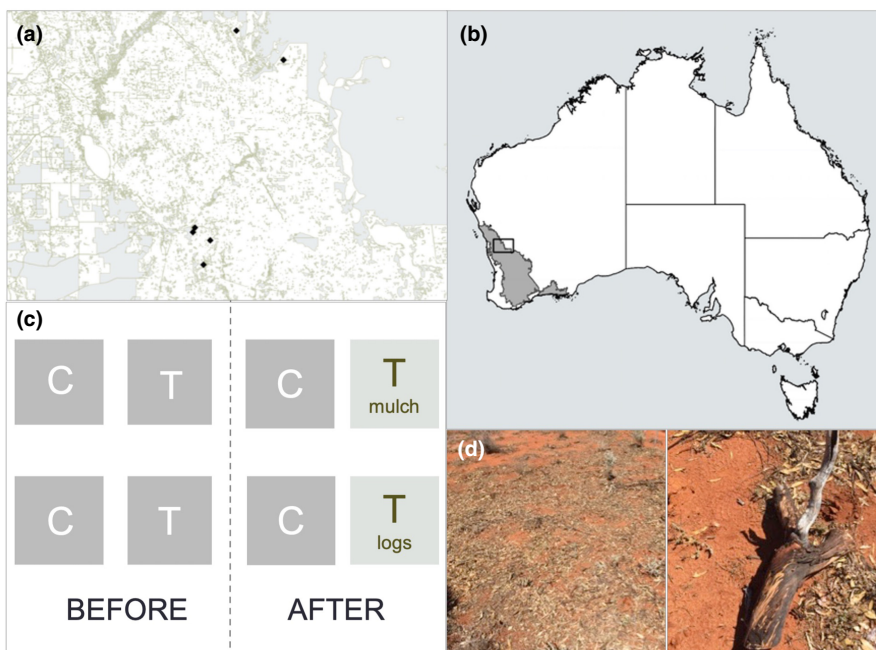 (a)
(b)
(c)
C T C T
mulch
C T C T
logs
BEFORE AFTER
(d)